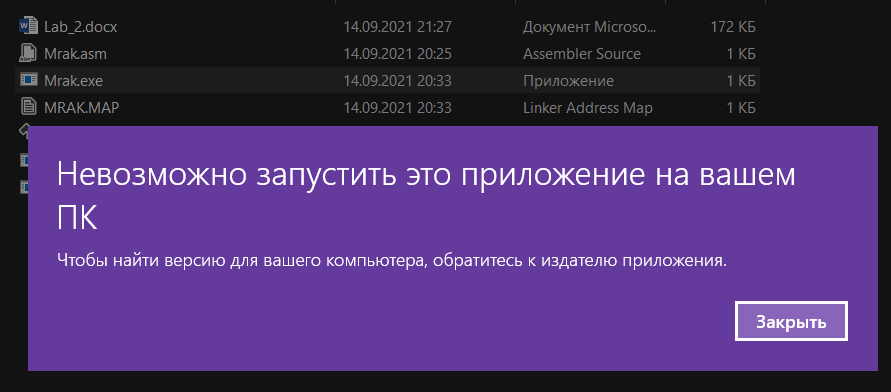 Lab_2.docx 14.09.2021 21:27 Документ Microso... 172 КБ
Mrak.asm 14.09.2021 20:25 Assembler Source 1 КБ
Mrak.exe 14.09.2021 20:33 Приложение 1 КБ
MRAK.MAP 14.09.2021 20:33 Linker Address Map 1 КБ
Невозможно запустить это приложение на вашем
ПК
Чтобы найти версию для вашего компьютера, обратитесь к издателю приложения.
Закрыть